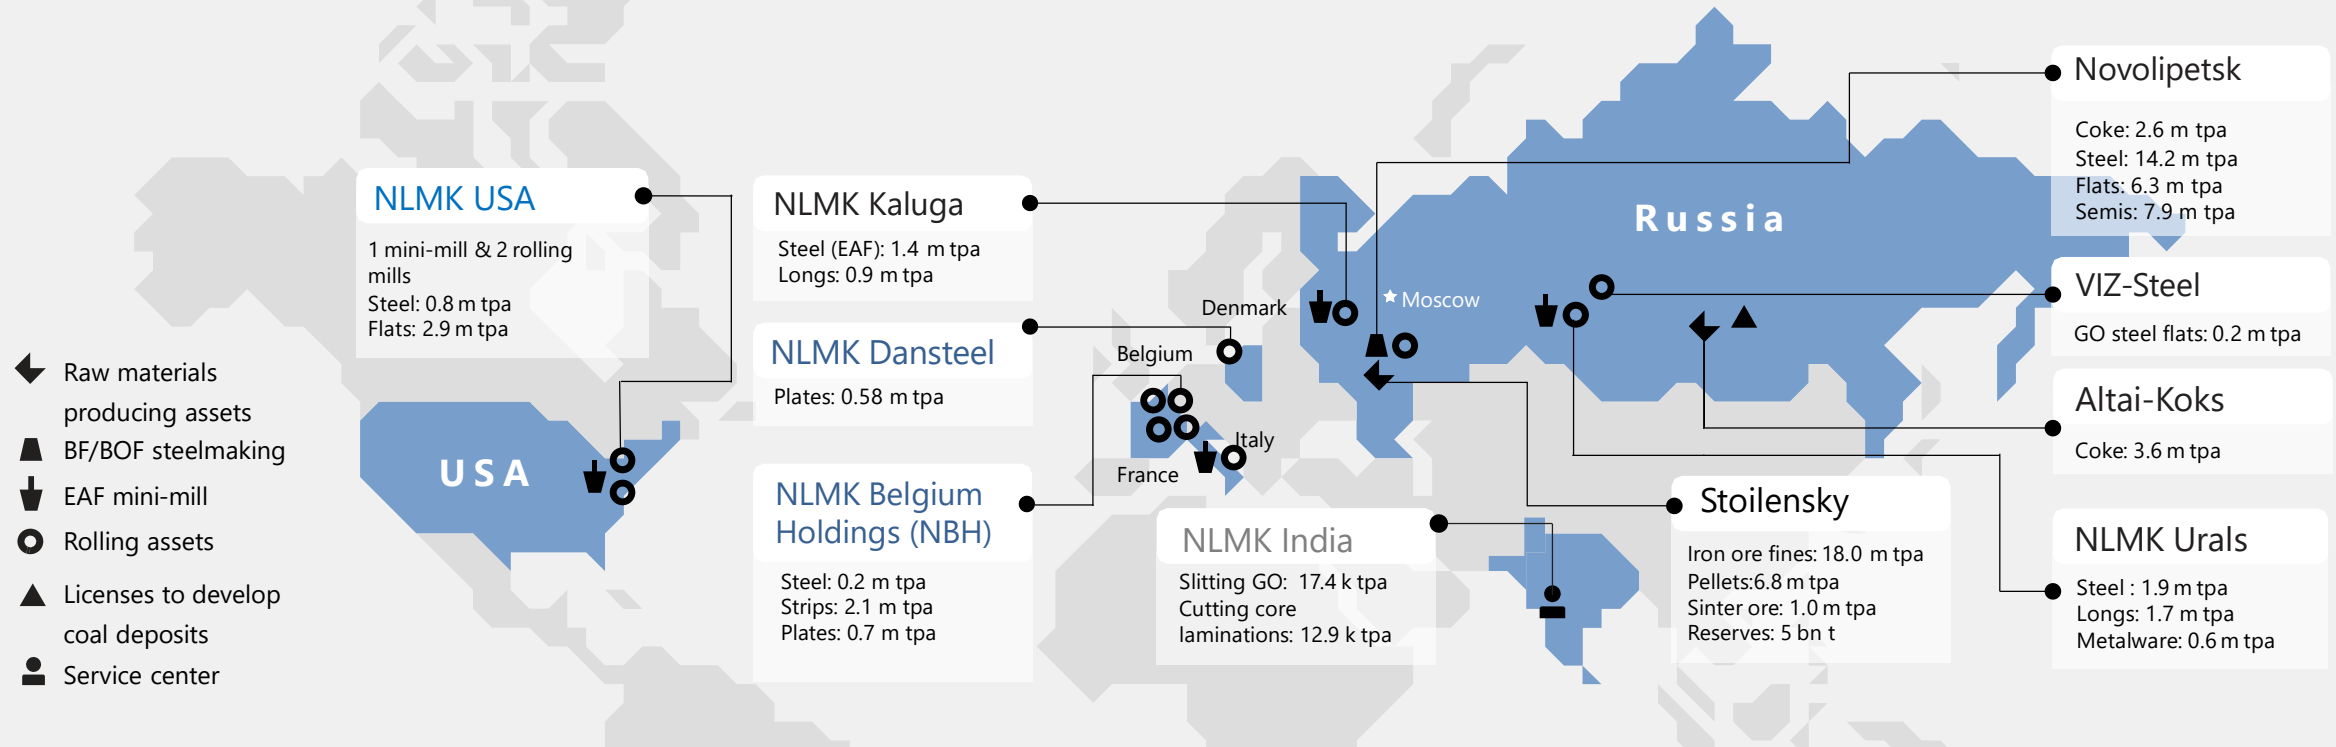 Raw materials
producing assets
BF/BOF steelmaking
EAF mini-mill
Rolling assets
Licenses to develop
coal deposits
Service center
NLMK USA
1 mini-mill & 2 rolling
mills
Steel: 0.8 m tpa
Flats: 2.9 m tpa
USA
NLMK Kaluga
Steel (EAF): 1.4 m tpa
Longs: 0.9 m tpa
NLMK Dansteel
Plates: 0.58 m tpa
NLMK Belgium
Holdings (NBH)
Steel: 0.2 m tpa
Strips: 2.1 m tpa
Plates: 0.7 m tpa
Denmark
Belgium
Italy
France
NLMK India
Slitting GO: 17.4 k tpa
Cutting core
laminations: 12.9 k tpa
Russia
Moscow
Stoilensky
Iron ore fines: 18.0 m tpa
Pellets:6.8 m tpa
Sinter ore: 1.0 m tpa
Reserves: 5 bn t
Novolipetsk
Coke: 2.6 m tpa
Steel: 14.2 m tpa
Flats: 6.3 m tpa
Semis: 7.9 m tpa
VIZ-Steel
GO steel flats: 0.2 m tpa
Altai-Koks
Coke: 3.6 m tpa
NLMK Urals
Steel : 1.9 m tpa
Longs: 1.7 m tpa
Metalware: 0.6 m tpa